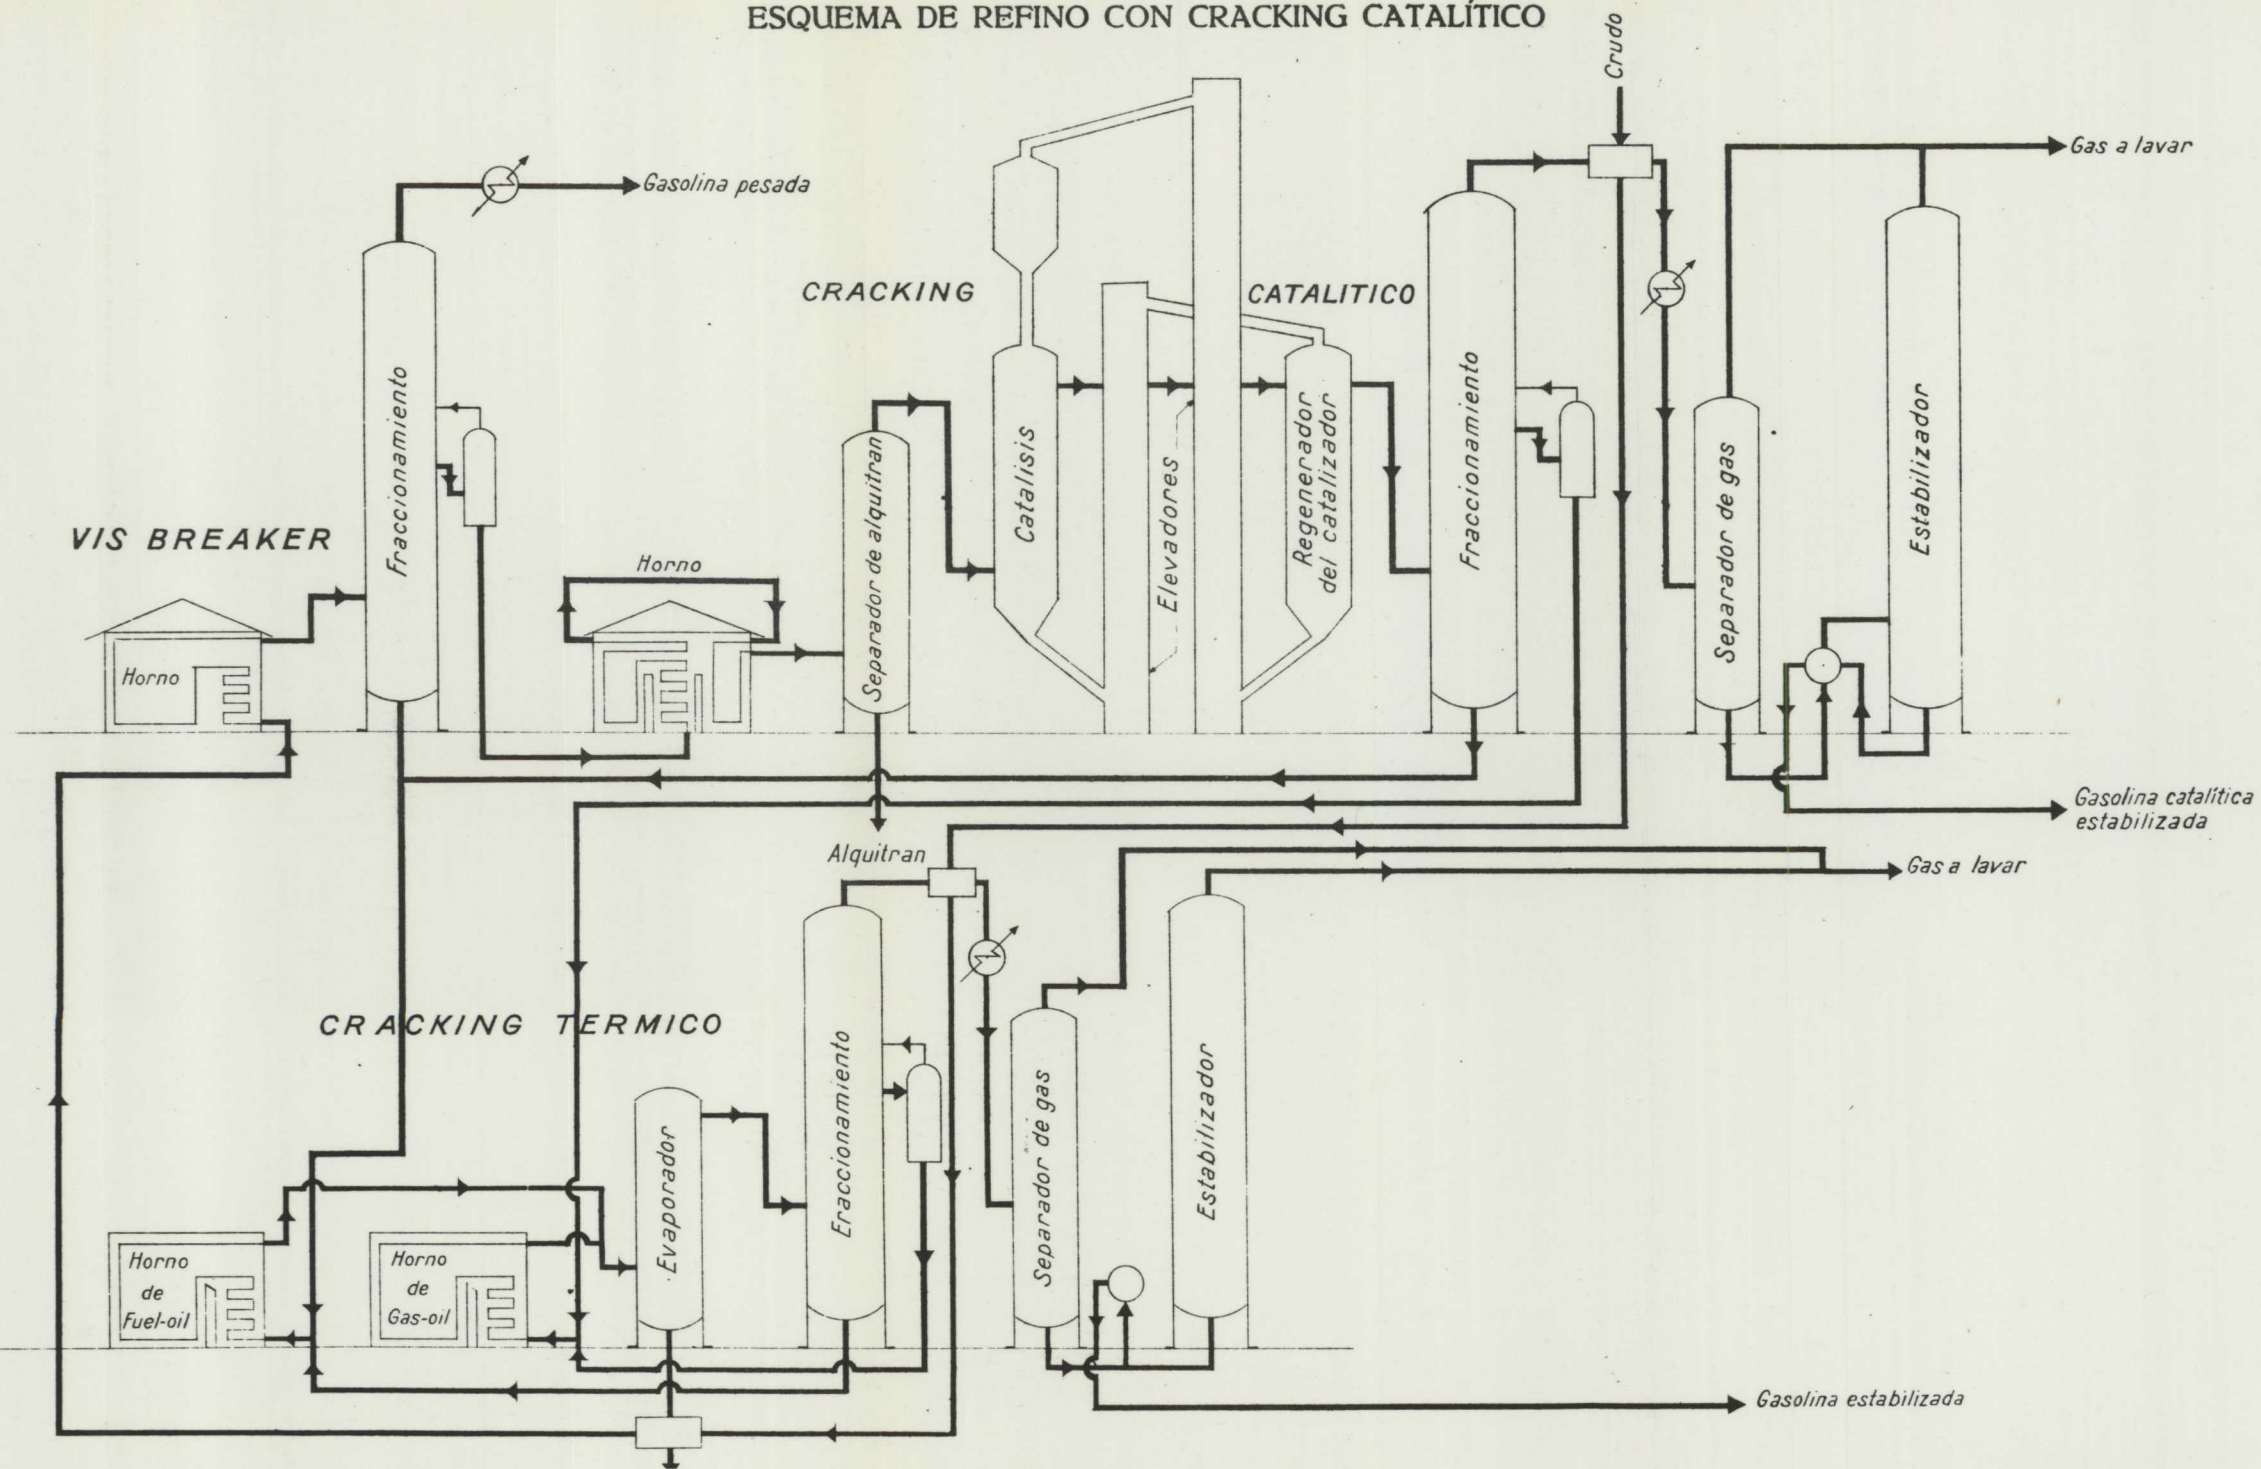 ESQUEMA DE REFINO CON CRACKING CATALÍTICO
Crudo
Gas a lavar
Gasolina pesada
CRACKING
CATALITICO
Fraccionamiento
VIS BREAKER
Horno
Horno
Separador de alquitran
Catalisis
Elevadores
Regenerador
del catalizador
Fraccionamiento
Separador de gas
Estabilizador
Gasolina catalítica
estabilizada
Alquitran
Gas a lavar
CRACKING TERMICO
Horno
de
Fuel-oil
Horno
de
Gas-oil
Evaporador
Fraccionamiento
Separador de gas
Estabilizador
Gasolina estabilizada